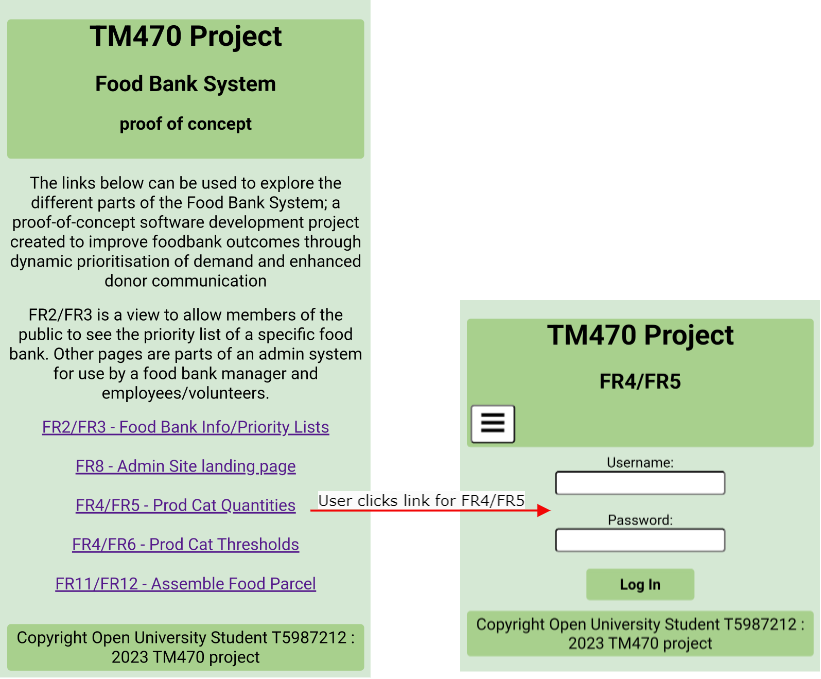 TM470 Project
Food Bank System
proof of concept
The links below can be used to explore the
different parts of the Food Bank System; a
proof-of-concept software development project
created to improve foodbank outcomes through
dynamic prioritisation of demand and enhanced
donor communication
FR2/FR3 is a view to allow members of the
public to see the priority list of a specific food
bank. Other pages are parts of an admin system
for use by a food bank manager and
employees/volunteers.
FR2/FR3 - Food Bank Info/Priority Lists
FR8 - Admin Site landing page
FR4/FR5 - Prod Cat Quantities
FR4/FR6 - Prod Cat Thresholds
FR11/FR12 - Assemble Food Parcel
Copyright Open University Student T5987212 :
2023 TM470 project
User clicks link for FR4/FR5
TM470 Project
FR4/FR5
Username:
Password:
Log In
Copyright Open University Student T5987212 :
2023 TM470 project